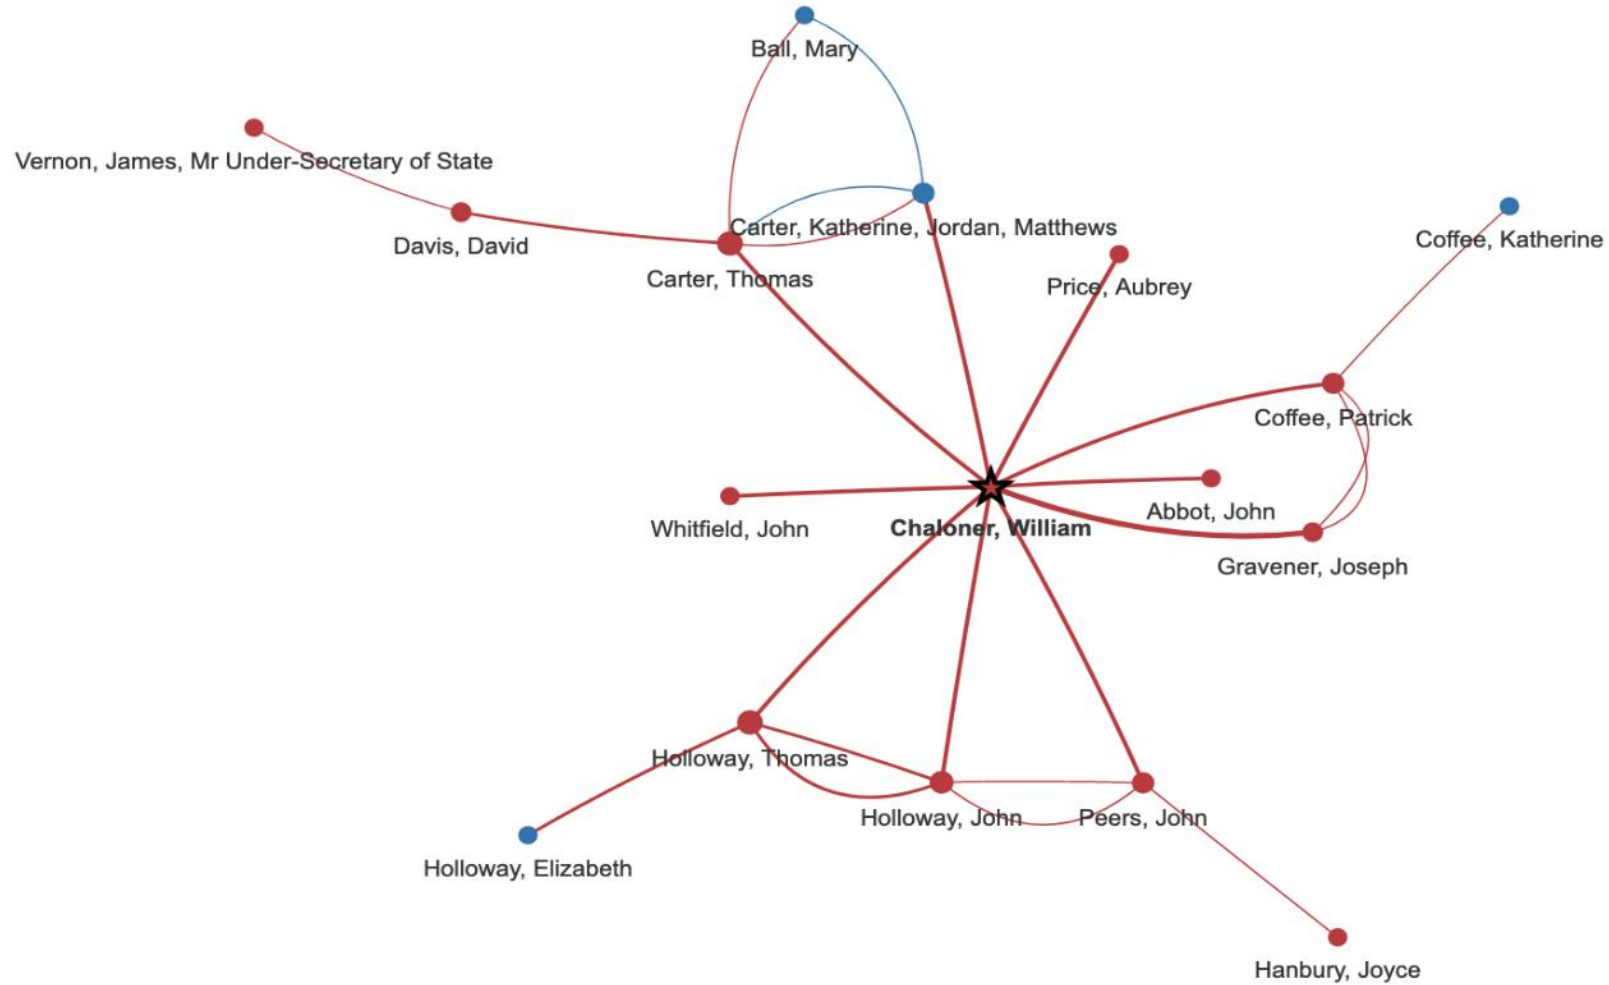 Ball, Mary
Vernon, James, Mr Under-Secretary of State
Davis, David
Carter, Katherine, Jordan, Matthews
Coffee, Katherine
Carter, Thomas
Price, Aubrey
Coffee, Patrick
Whitfield, John
Chaloner, William
Abbot, John
Gravener, Joseph
Holloway, Thomas
Holloway, John
Peers, John
Holloway, Elizabeth
Hanbury, Joyce